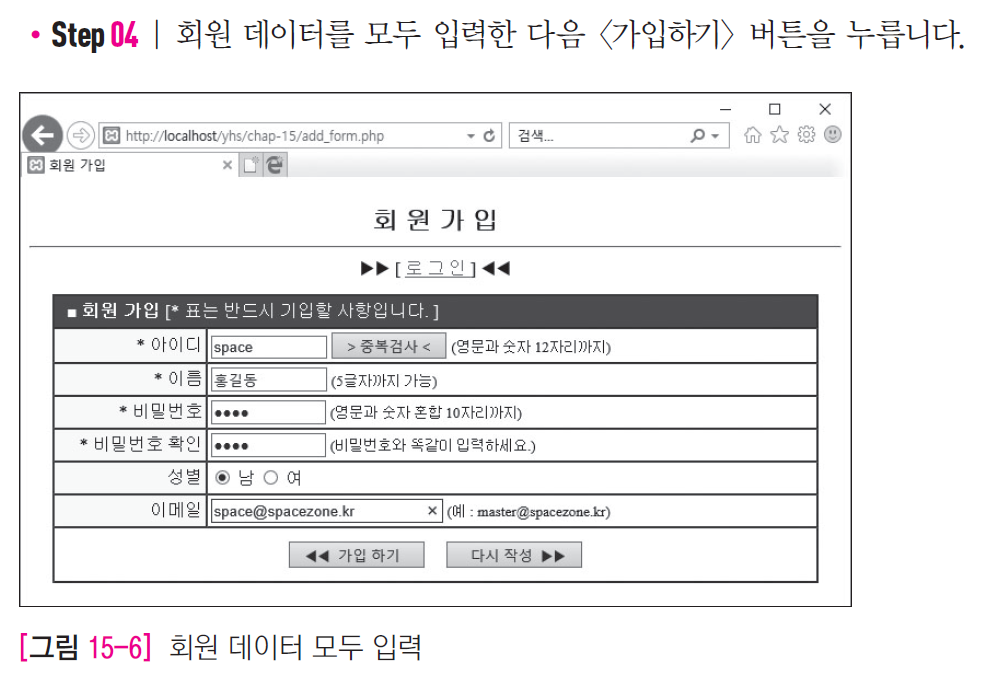 • Step 04 | 회원 데이터를 모두 입력한 다음 〈가입하기〉 버튼을 누릅니다.
http://localhost/yhs/chap-15/add_form.php 검색...
회원 가입
회 원 가 입
▶▶ [ 로 그 인 ] ◀◀
■ 회원 가입 [* 표는 반드시 기입할 사항입니다. ]
* 아이디 space > 중복검사 < (영문과 숫자 12자리까지)
* 이름 홍길동 (5글자까지 가능)
* 비밀번호 ●●●● (영문과 숫자 혼합 10자리까지)
* 비밀번호 확인 ●●●● (비밀번호와 똑같이 입력하세요.)
성별 남 여
이메일 space@spacezone.kr × (예 : master@spacezone.kr)
◀◀ 가입 하기 다시 작성 ▶▶
[그림 15-6] 회원 데이터 모두 입력